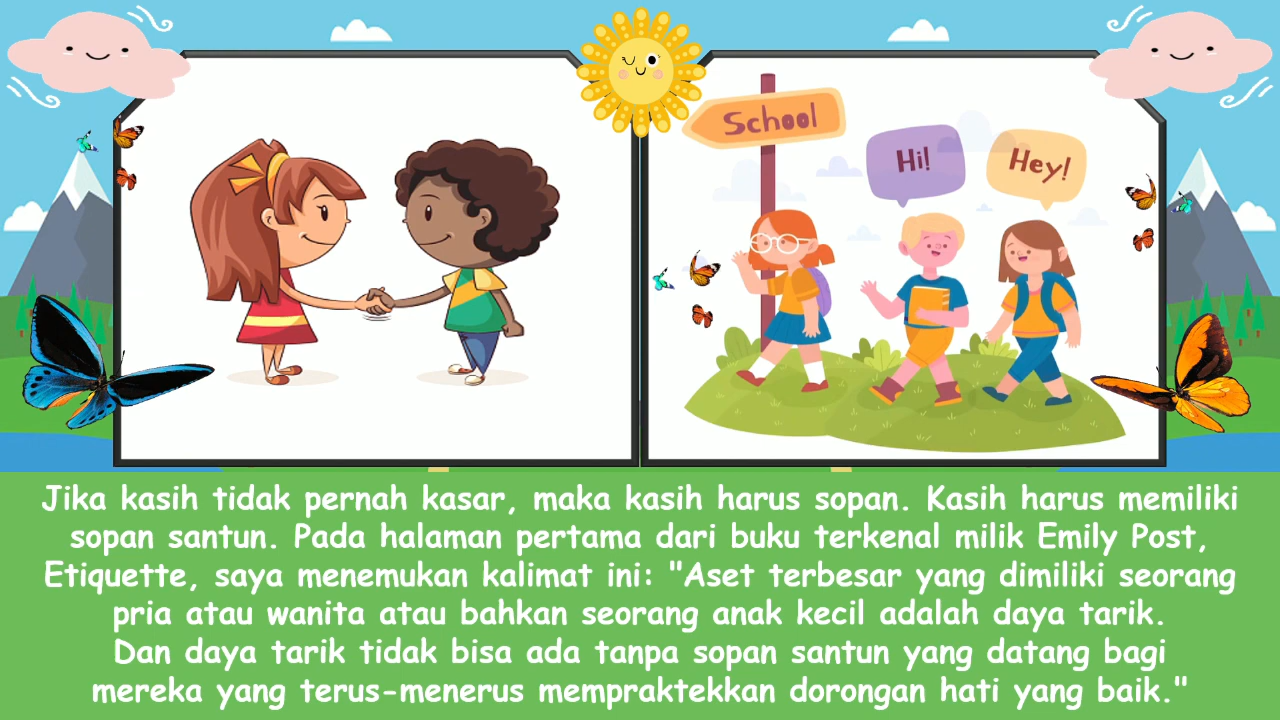 School
Hi!
Hey!
Jika kasih tidak pernah kasar, maka kasih harus sopan. Kasih harus memiliki
sopan santun. Pada halaman pertama dari buku terkenal milik Emily Post,
Etiquette, saya menemukan kalimat ini: "Aset terbesar yang dimiliki seorang
pria atau wanita atau bahkan seorang anak kecil adalah daya tarik.
Dan daya tarik tidak bisa ada tanpa sopan santun yang datang bagi
mereka yang terus-menerus mempraktekkan dorongan hati yang baik."